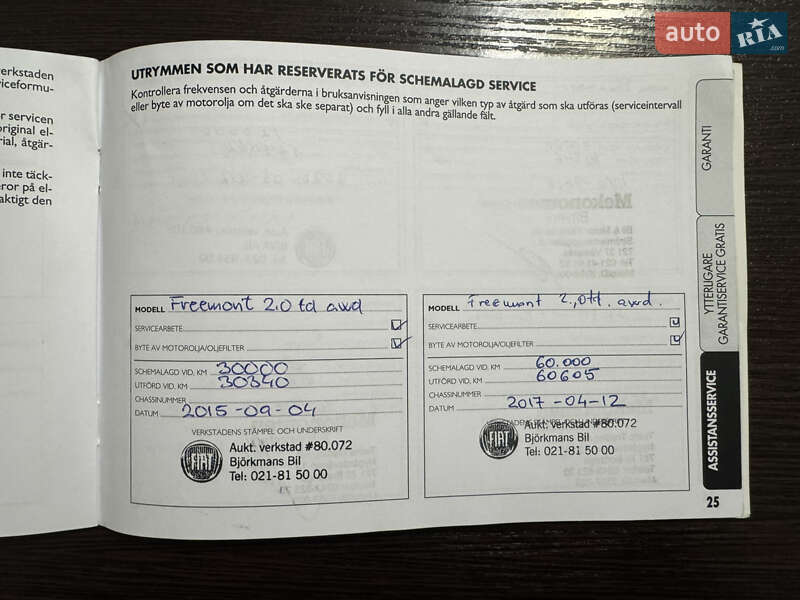 auto RIA .com
erkstaden
viceformu-
r servicen
original el-
rial, åtgär-
inte täck-
eror på el-
aktigt den
UTRYMMEN SOM HAR RESERVERATS FÖR SCHEMALAGD SERVICE
Kontrollera frekvensen och åtgärderna i bruksanvisningen som anger vilken typ av åtgärd som ska utföras (serviceintervall
eller byte av motorolja om det ska ske separat) och fyll i alla andra gällande fält.
MODELL Freemont 2.0 td awd
SERVICEARBETE
BYTE AV MOTOROLJA/OLJEFILTER
SCHEMALAGD VID. KM 30000
UTFÖRD VID. KM 30340
CHASSINUMMER
DATUM 2015-09-04
VERKSTADENS STÄMPEL OCH UNDERSKRIFT
FIAT
Aukt. verkstad #80.072
Björkmans Bil
Tel: 021-81 50 00
MODELL Freemont 2.,0td. awd.
SERVICEARBETE
BYTE AV MOTOROLJA/OLJEFILTER
SCHEMALAGD VID. KM 60.000
UTFÖRD VID. KM 60605
CHASSINUMMER
DATUM 2017-04-12
FIAT
Aukt. verkstad #80.072
Björkmans Bil
Tel: 021-81 50 00
GARANTI
YTTERLIGARE
GARANTISERVICE GRATIS
ASSISTANSSERVICE
25